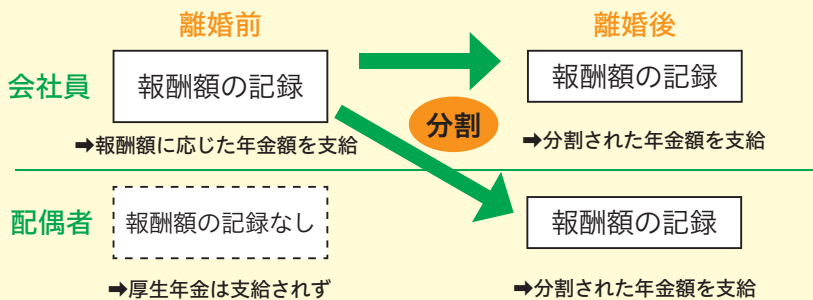 離婚前
離婚後
会社員
報酬額の記録
報酬額の記録
分割
➡報酬額に応じた年金額を支給
➡分割された年金額を支給
配偶者
報酬額の記録なし
報酬額の記録
➡厚生年金は支給されず
➡分割された年金額を支給